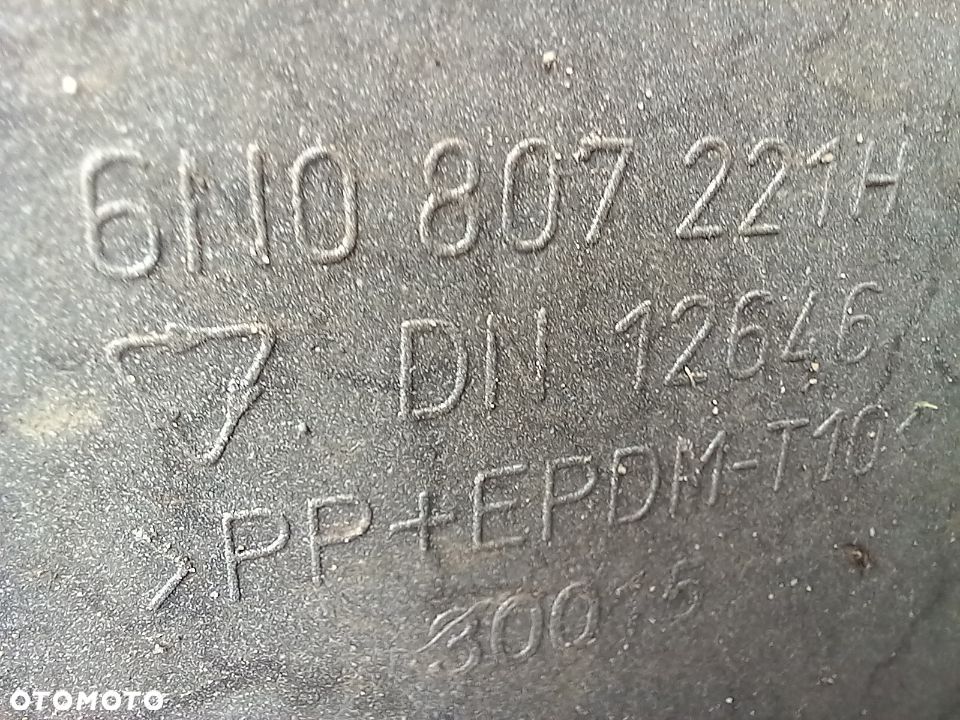 6N0 807 221H
DN 12646
>PP+EPDM-T10<
30015
OTOMOTO